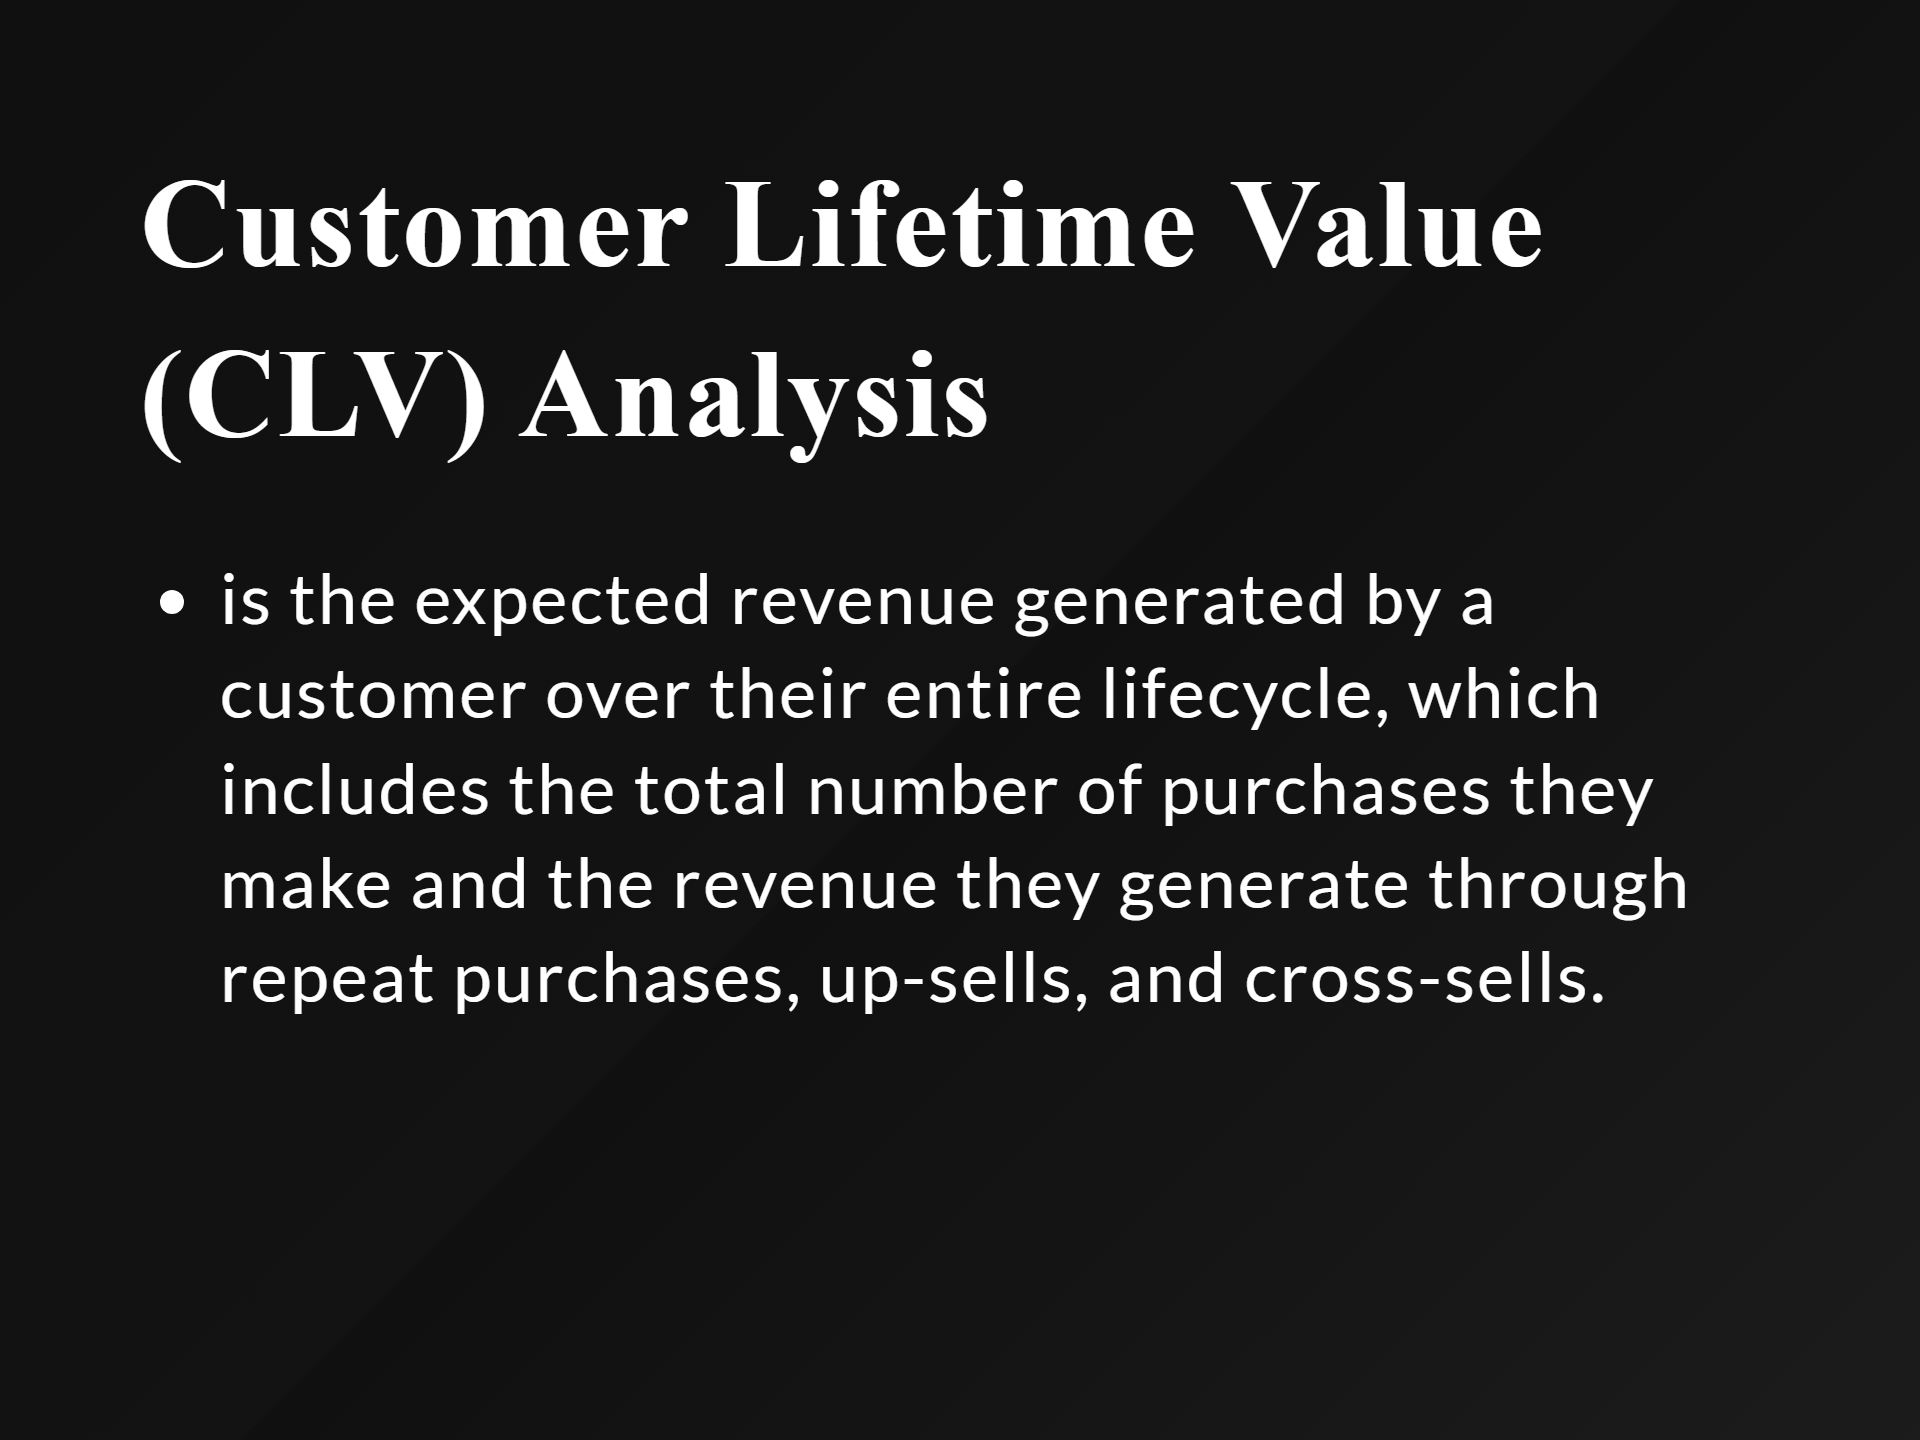 Customer Lifetime Value
(CLV) Analysis
• is the expected revenue generated by a
customer over their entire lifecycle, which
includes the total number of purchases they
make and the revenue they generate through
repeat purchases, up-sells, and cross-sells.